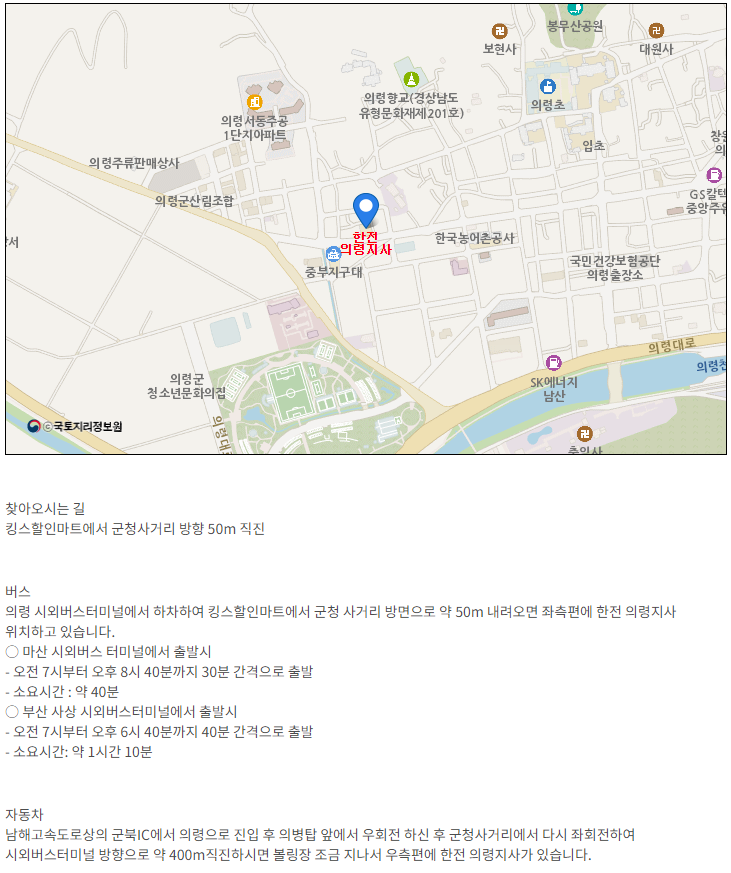 봉무산공원
보현사
대원사
의령향교(경상남도
유형문화재제201호)
의령초
의령서동주공
1단지아파트
의령주류판매상사
GS칼텍
중앙주유
의령군산림조합
한전
의령지사
한국농어촌공사
중부지구대
국민건강보험공단
의령출장소
의령대로
의령천
의령군
청소년문화의집
SK에너지
남산
의령대로
ⓒ국토지리정보원
충익사
찾아오시는 길
킹스할인마트에서 군청사거리 방향 50m 직진
버스
의령 시외버스터미널에서 하차하여 킹스할인마트에서 군청 사거리 방면으로 약 50m 내려오면 좌측편에 한전 의령지사
위치하고 있습니다.
○ 마산 시외버스 터미널에서 출발시
- 오전 7시부터 오후 8시 40분까지 30분 간격으로 출발
- 소요시간 : 약 40분
○ 부산 사상 시외버스터미널에서 출발시
- 오전 7시부터 오후 6시 40분까지 40분 간격으로 출발
- 소요시간: 약 1시간 10분
자동차
남해고속도로상의 군북IC에서 의령으로 진입 후 의병탑 앞에서 우회전 하신 후 군청사거리에서 다시 좌회전하여
시외버스터미널 방향으로 약 400m직진하시면 볼링장 조금 지나서 우측편에 한전 의령지사가 있습니다.